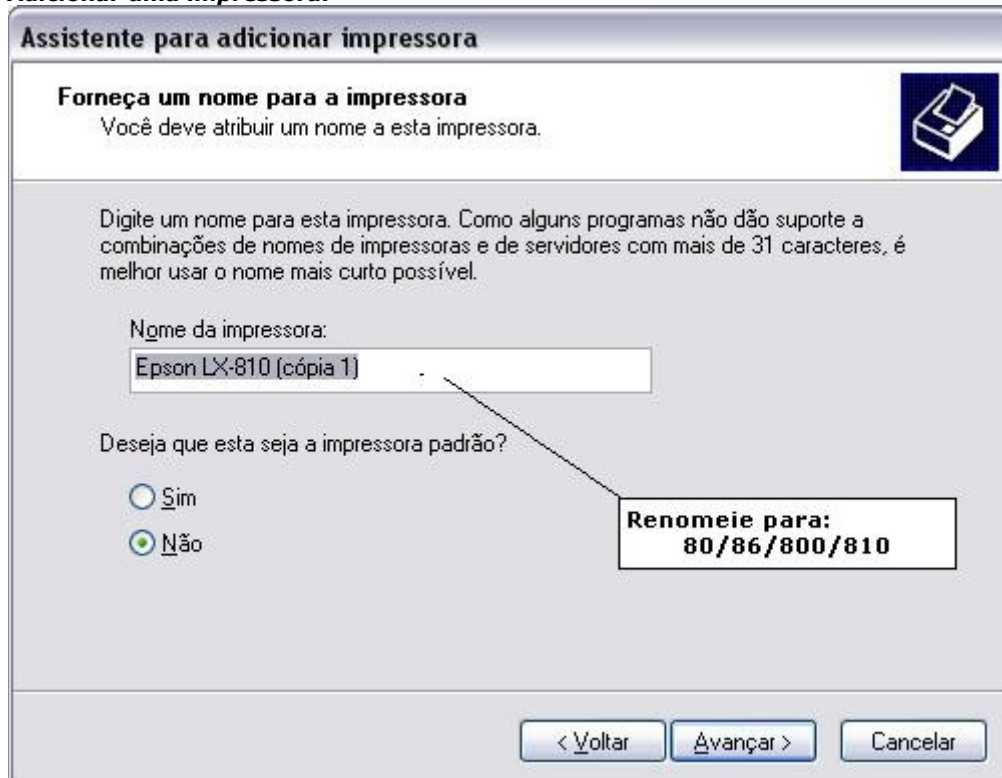 Adicionar uma impressora.
Assistente para adicionar impressora
Forneça um nome para a impressora
Você deve atribuir um nome a esta impressora.
Digite um nome para esta impressora. Como alguns programas não dão suporte a
combinações de nomes de impressoras e de servidores com mais de 31 caracteres, é
melhor usar o nome mais curto possível.
Nome da impressora:
Epson LX-810 (cópia 1)
Deseja que esta seja a impressora padrão?
Sim
Não
Renomeie para:
80/86/800/810
< Voltar
Avançar >
Cancelar